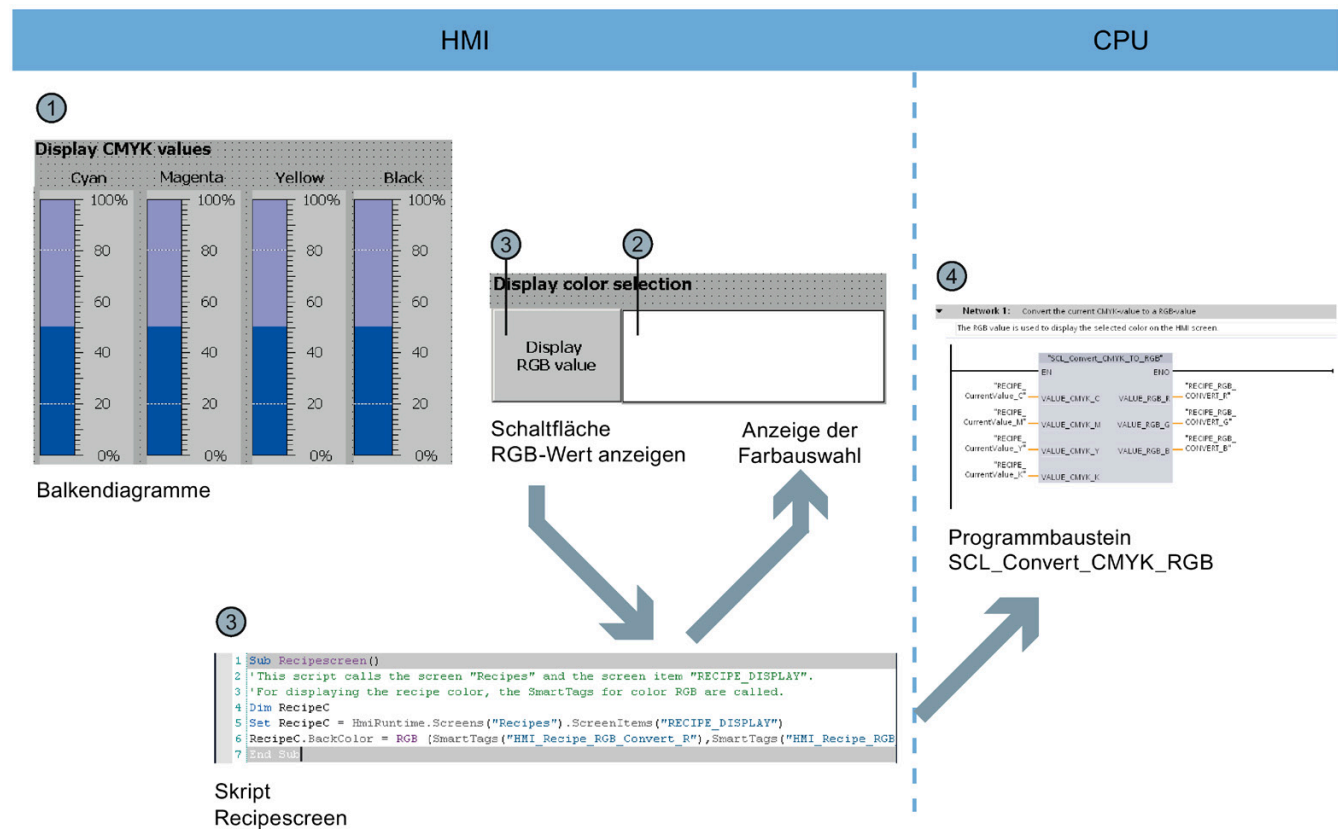 HMI
CPU
1
Display CMYK values
Cyan Magenta Yellow Black
100% 100% 100% 100%
80 80 80 80
60 60 60 60
40 40 40 40
20 20 20 20
0% 0% 0% 0%
Balkendiagramme
3 2
Display color selection
Display
RGB value
Schaltfläche
RGB-Wert anzeigen
Anzeige der
Farbauswahl
4
Network 1: Convert the current CMYK-value to a RGB-value
The RGB value is used to display the selected color on the HMI screen
"SCL_Convert_CMYK_TO_RGB"
EN ENO
"RECIPE_
CurrentValue_C" VALUE_CMYK_C VALUE_RGB_R "RECIPE_RGB_
CONVERT_R"
"RECIPE_
CurrentValue_M" VALUE_CMYK_M VALUE_RGB_G "RECIPE_RGB_
CONVERT_G"
"RECIPE_
CurrentValue_Y" VALUE_CMYK_Y VALUE_RGB_B "RECIPE_RGB_
CONVERT_B"
"RECIPE_
CurrentValue_K" VALUE_CMYK_K
Programmbaustein
SCL_Convert_CMYK_RGB
3
1 Sub Recipescreen()
2 'This script calls the screen "Recipes" and the screen item "RECIPE_DISPLAY".
3 'For displaying the recipe color, the SmartTags for color RGB are called.
4 Dim RecipeC
5 Set RecipeC = HmiRuntime.Screens("Recipes").ScreenItems("RECIPE_DISPLAY")
6 RecipeC.BackColor = RGB (SmartTags("HMI_Recipe_RGB_Convert_R"),SmartTags("HMI_Recipe_RGB
7 End Sub
Skript
Recipescreen